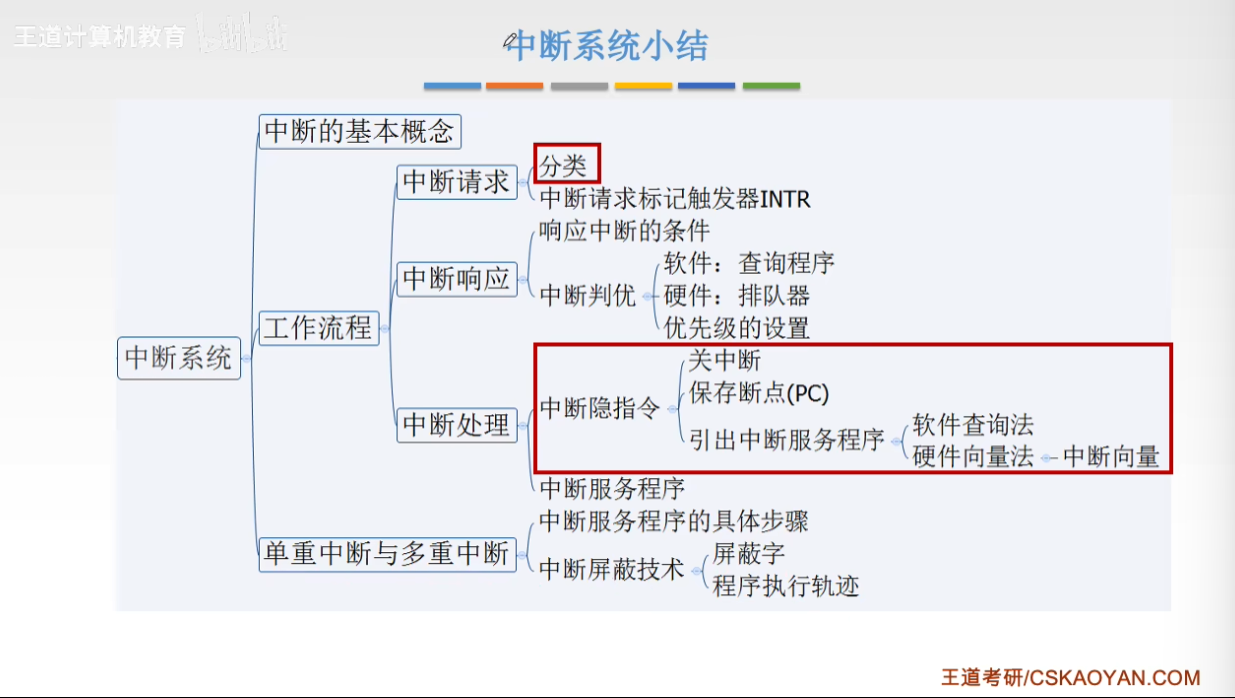 王道计算机教育 bilibili
中断系统小结
中断的基本概念
分类
中断请求
中断请求标记触发器INTR
响应中断的条件
软件：查询程序
中断响应
中断判优
硬件：排队器
优先级的设置
工作流程
中断系统
关中断
保存断点(PC)
中断隐指令
中断处理
引出中断服务程序
软件查询法
硬件向量法
中断向量
中断服务程序
中断服务程序的具体步骤
单重中断与多重中断
屏蔽字
中断屏蔽技术
程序执行轨迹
王道考研/CSKAOYAN.COM